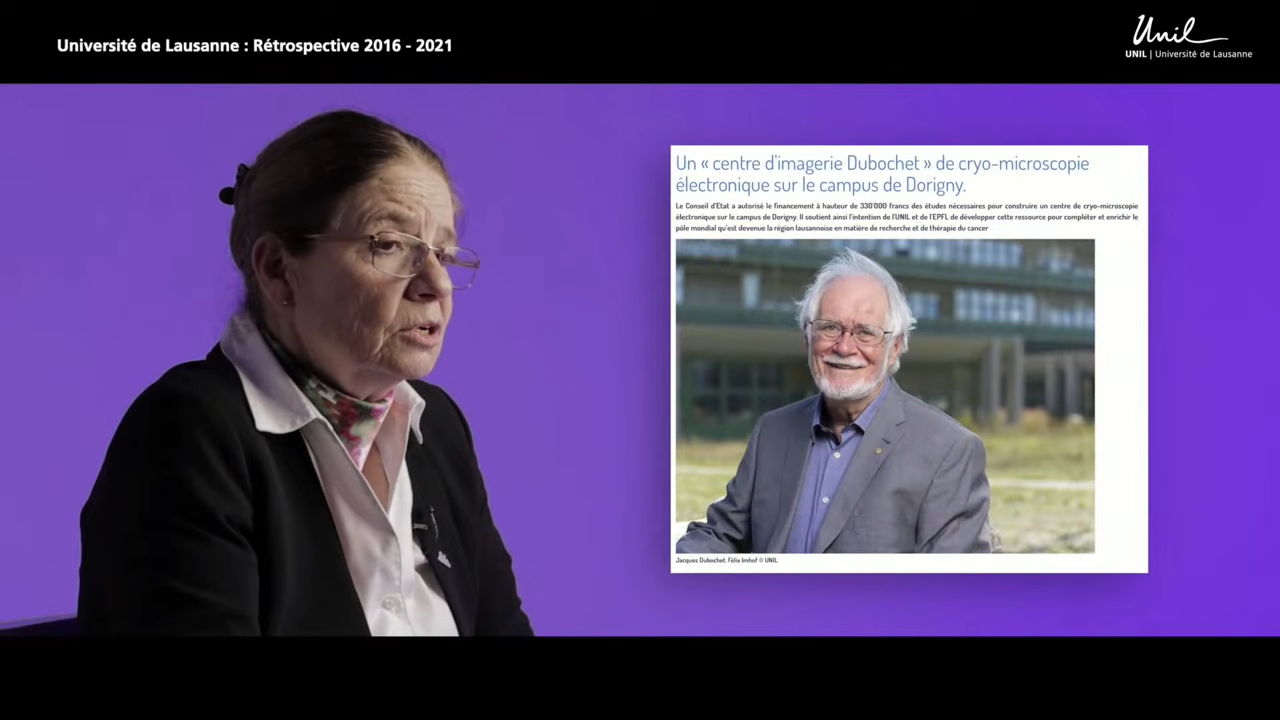 Université de Lausanne : Rétrospective 2016 - 2021
Unil
UNIL | Université de Lausanne
Un « centre d'imagerie Dubochet » de cryo-microscopie
électronique sur le campus de Dorigny.
Le Conseil d'Etat a autorisé le financement à hauteur de 330'000 francs des études nécessaires pour construire un centre de cryo-microscopie
électronique sur le campus de Dorigny. Il soutient ainsi l'intention de l'UNIL et de l'EPFL de développer cette ressource pour compléter et enrichir le
pôle mondial qu'est devenue la région lausannoise en matière de recherche et de thérapie du cancer
Jacques Dubochet. Félix Imhof © UNIL